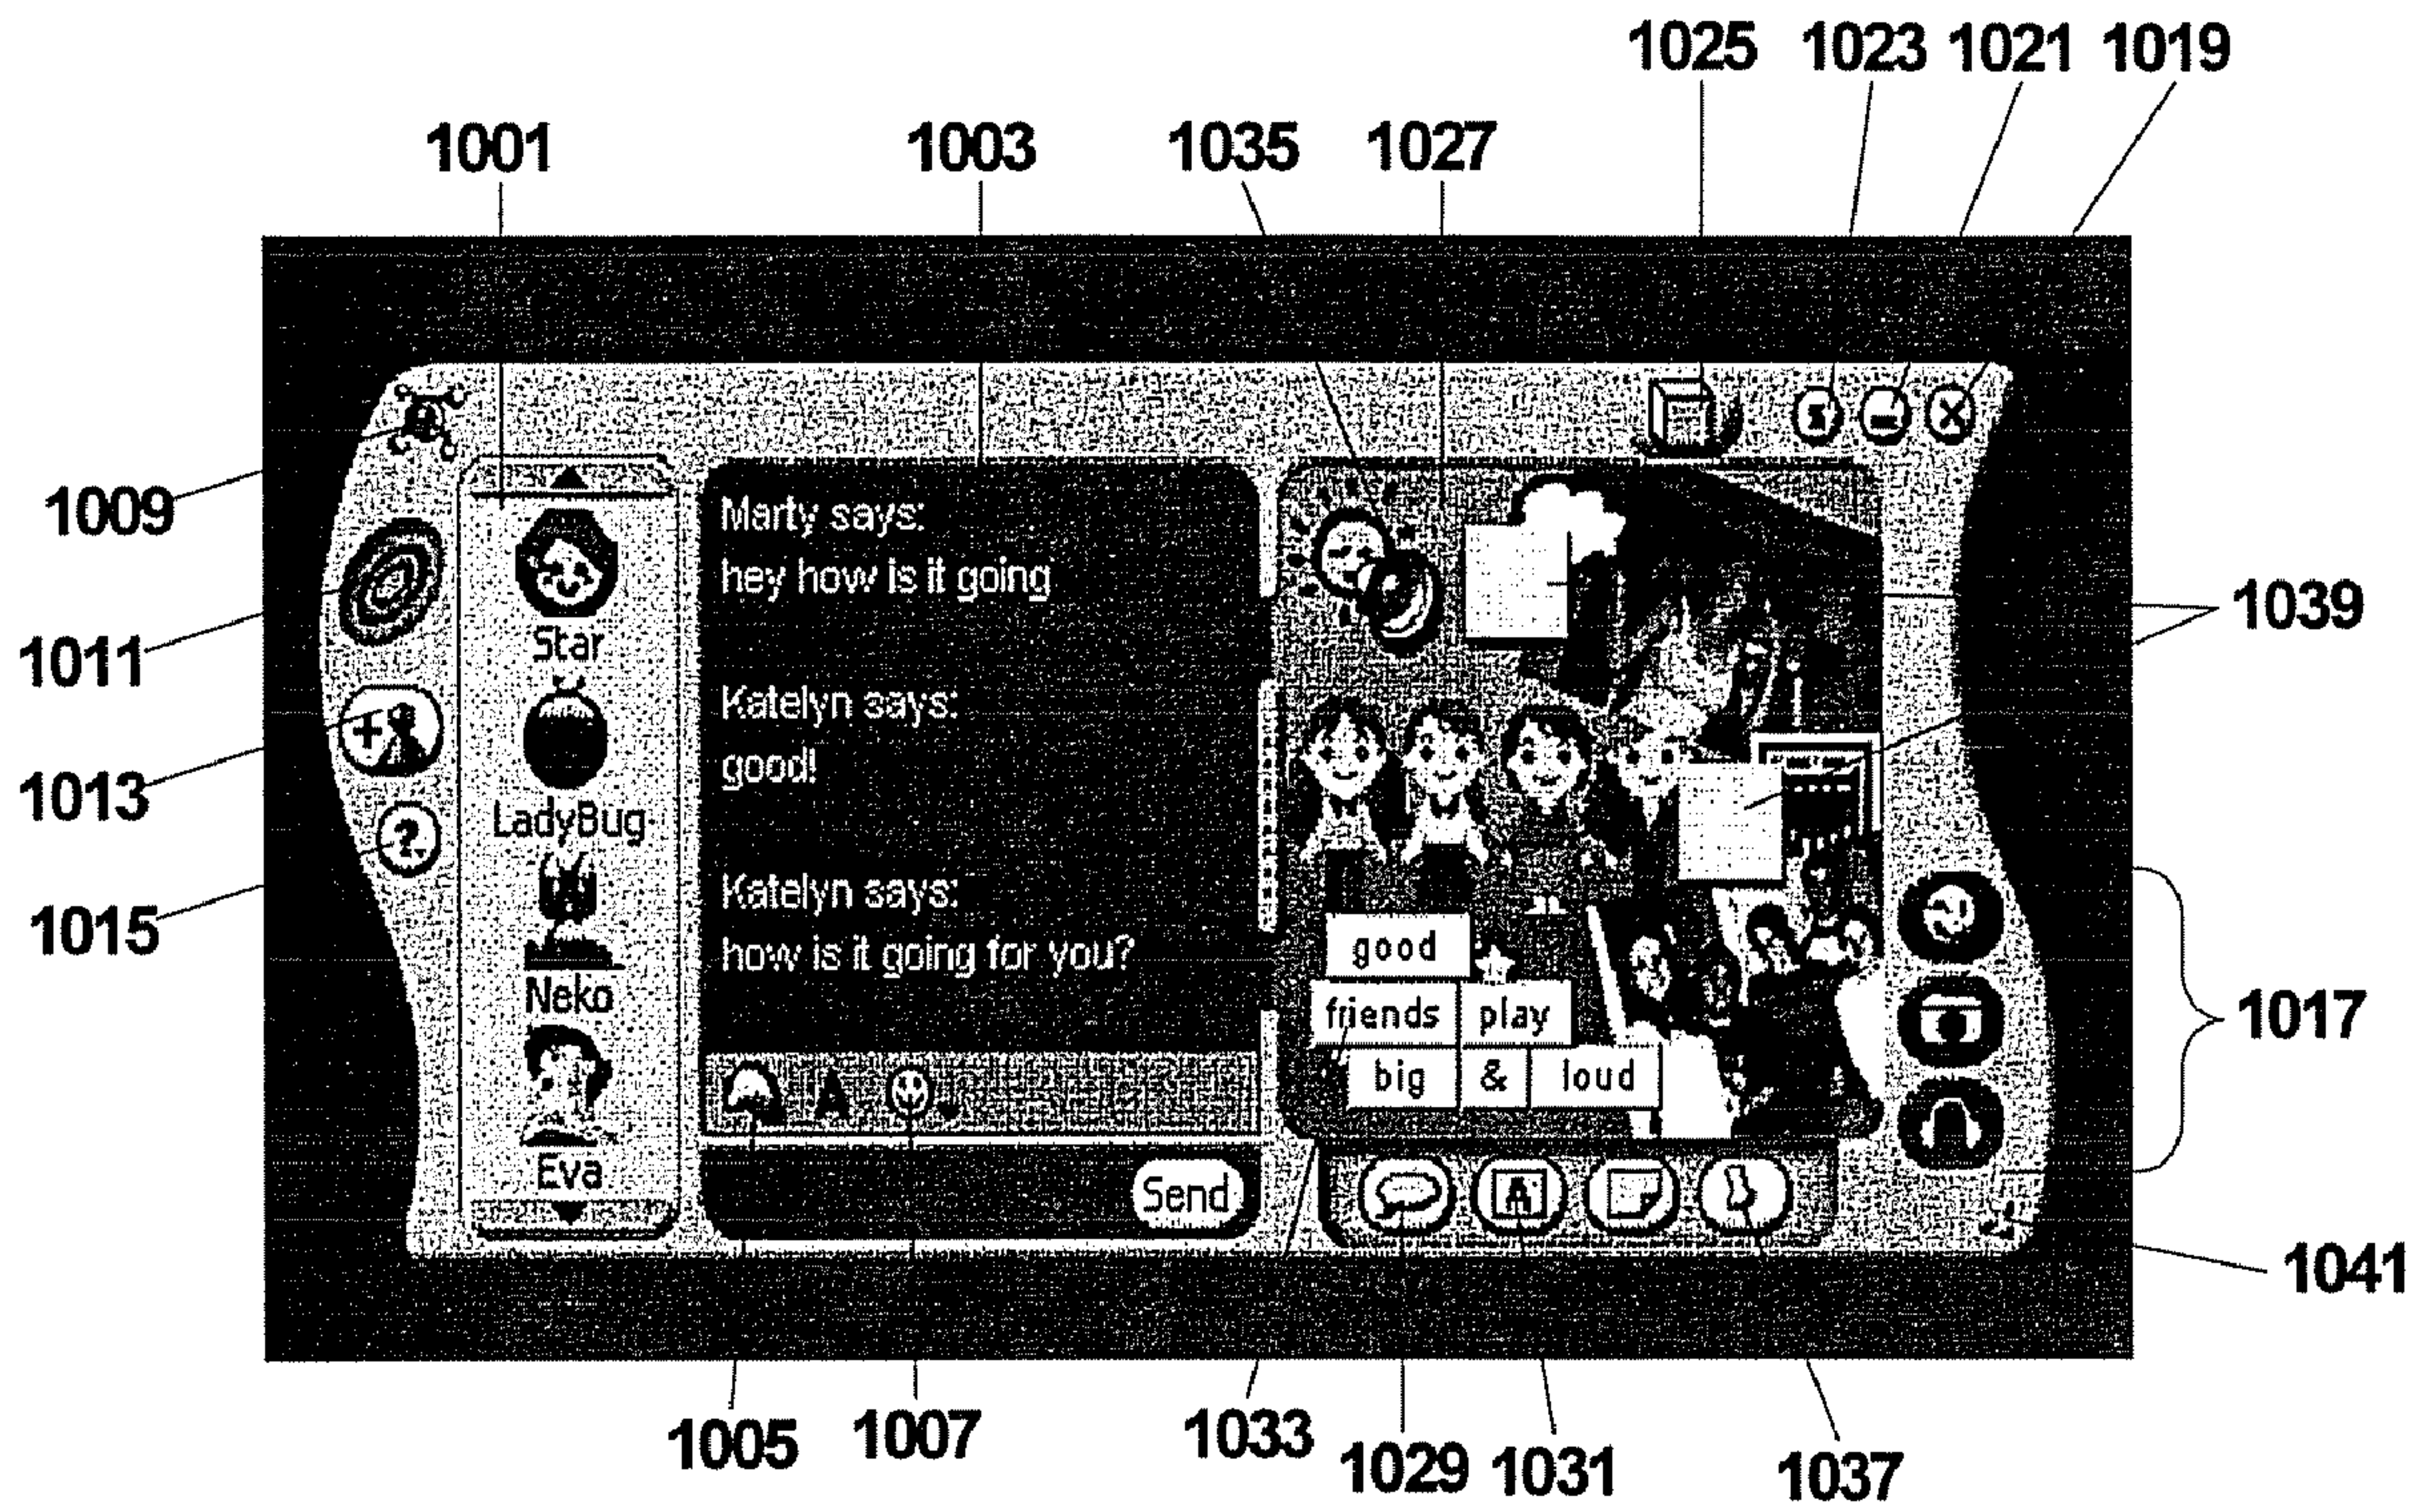 1025 1023 1021 1019
1001 1003 1035 1027
1009
1011
1013
1015
Star
LadyBug
Neko
Eva
Marty says:
hey how is it going
Katelyn says:
good!
Katelyn says:
how is it going for you?
A
Send
good
friends play
big & loud
A
+
?
X
1039
1017
1041
1005 1007 1033 1029 1031 1037